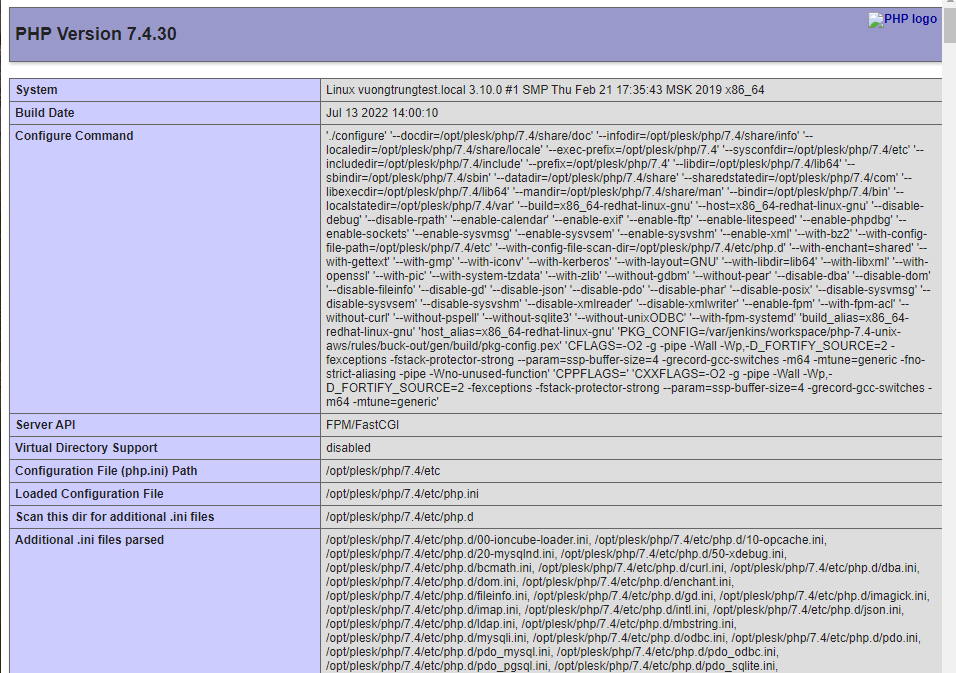 PHP logo
PHP Version 7.4.30
System Linux vuongtrungtest.local 3.10.0 #1 SMP Thu Feb 21 17:35:43 MSK 2019 x86_64
Build Date Jul 13 2022 14:00:10
Configure Command './configure' '--docdir=/opt/plesk/php/7.4/share/doc' '--infodir=/opt/plesk/php/7.4/share/info' '--
localedir=/opt/plesk/php/7.4/share/locale' '--exec-prefix=/opt/plesk/php/7.4' '--sysconfdir=/opt/plesk/php/7.4/etc' '--
includedir=/opt/plesk/php/7.4/include' '--prefix=/opt/plesk/php/7.4' '--libdir=/opt/plesk/php/7.4/lib64' '--
sbindir=/opt/plesk/php/7.4/sbin' '--datadir=/opt/plesk/php/7.4/share' '--sharedstatedir=/opt/plesk/php/7.4/com' '--
libexecdir=/opt/plesk/php/7.4/lib64' '--mandir=/opt/plesk/php/7.4/share/man' '--bindir=/opt/plesk/php/7.4/bin' '--
localstatedir=/opt/plesk/php/7.4/var' '--build=x86_64-redhat-linux-gnu' '--host=x86_64-redhat-linux-gnu' '--disable-
debug' '--disable-rpath' '--enable-calendar' '--enable-exif' '--enable-ftp' '--enable-litespeed' '--enable-phpdbg' '--
enable-sockets' '--enable-sysvmsg' '--enable-sysvsem' '--enable-sysvshm' '--enable-xml' '--with-bz2' '--with-config-
file-path=/opt/plesk/php/7.4/etc' '--with-config-file-scan-dir=/opt/plesk/php/7.4/etc/php.d' '--with-enchant=shared' '--
with-gettext' '--with-gmp' '--with-iconv' '--with-kerberos' '--with-layout=GNU' '--with-libdir=lib64' '--with-libxml' '--with-
openssl' '--with-pic' '--with-system-tzdata' '--with-zlib' '--without-gdbm' '--without-pear' '--disable-dba' '--disable-dom'
'--disable-fileinfo' '--disable-gd' '--disable-json' '--disable-pdo' '--disable-phar' '--disable-posix' '--disable-sysvmsg' '--
disable-sysvsem' '--disable-sysvshm' '--disable-xmlreader' '--disable-xmlwriter' '--enable-fpm' '--with-fpm-acl' '--
without-curl' '--without-pspell' '--without-sqlite3' '--without-unixODBC' '--with-fpm-systemd' 'build_alias=x86_64-
redhat-linux-gnu' 'host_alias=x86_64-redhat-linux-gnu' 'PKG_CONFIG=/var/jenkins/workspace/php-7.4-unix-
aws/rules/buck-out/gen/build/pkg-config.pex' 'CFLAGS=-O2 -g -pipe -Wall -Wp,-D_FORTIFY_SOURCE=2 -
fexceptions -fstack-protector-strong --param=ssp-buffer-size=4 -grecord-gcc-switches -m64 -mtune=generic -fno-
strict-aliasing -pipe -Wno-unused-function' 'CPPFLAGS=' 'CXXFLAGS=-O2 -g -pipe -Wall -Wp,-
D_FORTIFY_SOURCE=2 -fexceptions -fstack-protector-strong --param=ssp-buffer-size=4 -grecord-gcc-switches -
m64 -mtune=generic'
Server API FPM/FastCGI
Virtual Directory Support disabled
Configuration File (php.ini) Path /opt/plesk/php/7.4/etc
Loaded Configuration File /opt/plesk/php/7.4/etc/php.ini
Scan this dir for additional .ini files /opt/plesk/php/7.4/etc/php.d
Additional .ini files parsed /opt/plesk/php/7.4/etc/php.d/00-ioncube-loader.ini, /opt/plesk/php/7.4/etc/php.d/10-opcache.ini,
/opt/plesk/php/7.4/etc/php.d/20-mysqlnd.ini, /opt/plesk/php/7.4/etc/php.d/50-xdebug.ini,
/opt/plesk/php/7.4/etc/php.d/bcmath.ini, /opt/plesk/php/7.4/etc/php.d/curl.ini, /opt/plesk/php/7.4/etc/php.d/dba.ini,
/opt/plesk/php/7.4/etc/php.d/dom.ini, /opt/plesk/php/7.4/etc/php.d/enchant.ini,
/opt/plesk/php/7.4/etc/php.d/fileinfo.ini, /opt/plesk/php/7.4/etc/php.d/gd.ini, /opt/plesk/php/7.4/etc/php.d/imagick.ini,
/opt/plesk/php/7.4/etc/php.d/imap.ini, /opt/plesk/php/7.4/etc/php.d/intl.ini, /opt/plesk/php/7.4/etc/php.d/json.ini,
/opt/plesk/php/7.4/etc/php.d/ldap.ini, /opt/plesk/php/7.4/etc/php.d/mbstring.ini,
/opt/plesk/php/7.4/etc/php.d/mysqli.ini, /opt/plesk/php/7.4/etc/php.d/odbc.ini, /opt/plesk/php/7.4/etc/php.d/pdo.ini,
/opt/plesk/php/7.4/etc/php.d/pdo_mysql.ini, /opt/plesk/php/7.4/etc/php.d/pdo_odbc.ini,
/opt/plesk/php/7.4/etc/php.d/pdo_pgsql.ini, /opt/plesk/php/7.4/etc/php.d/pdo_sqlite.ini,